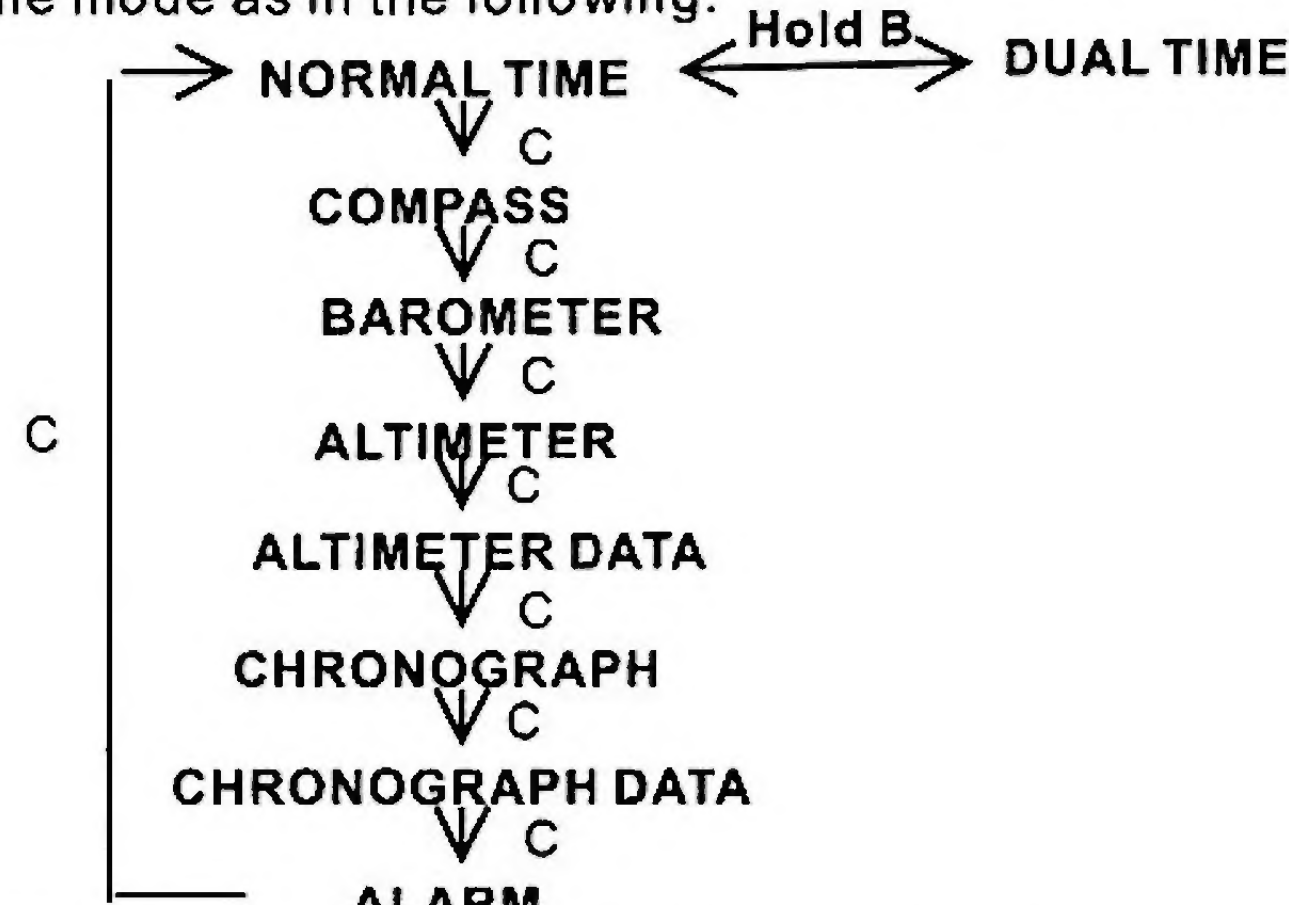 mode as in the following:
Hold B
NORMAL TIME DUAL TIME
C
COMPASS
C
BAROMETER
C
C
ALTIMETER
C
ALTIMETER DATA
C
CHRONOGRAPH
C
CHRONOGRAPH DATA
C
ALARM